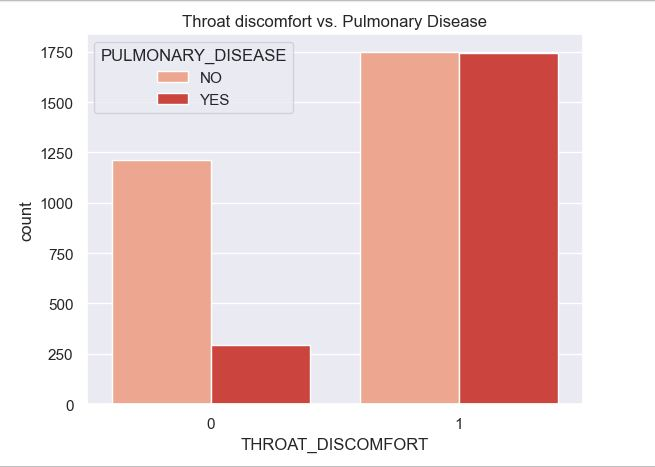 Throat discomfort vs. Pulmonary Disease
1750
1500
1250
1000
750
500
250
0
count
PULMONARY_DISEASE
NO
YES
0 1
THROAT_DISCOMFORT